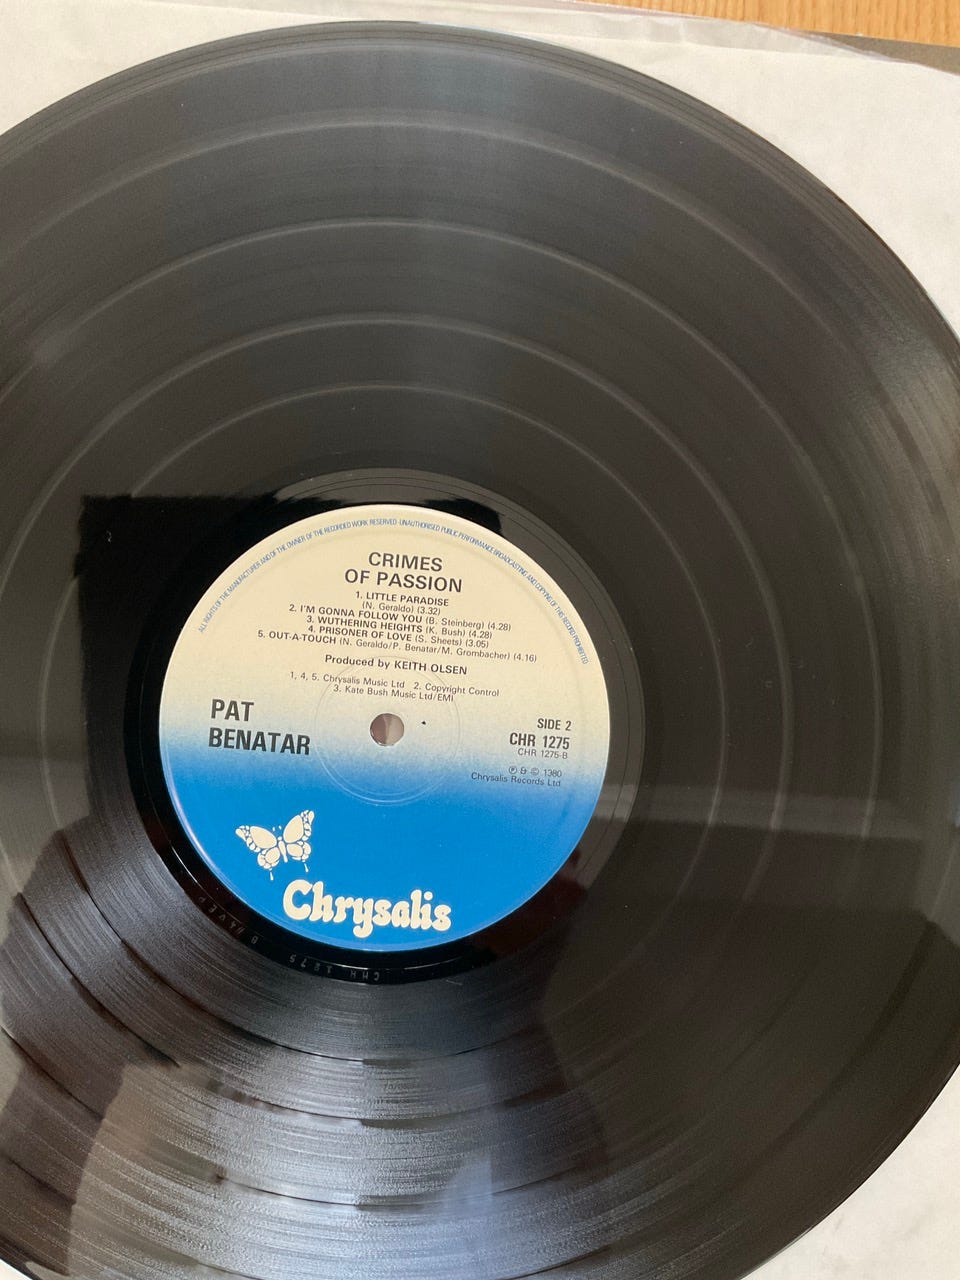 ALL RIGHTS OF THE MANUFACTURER AND OF THE OWNER OF THE RECORDED WORK RESERVED·UNAUTHORISED PUBLIC PERFORMANCE BROADCASTING AND COPYING OF THIS RECORD PROHIBITED
CRIMES
OF PASSION
1. LITTLE PARADISE
(N. Geraldo) (3.32)
2. I'M GONNA FOLLOW YOU (B. Steinberg) (4.28)
3. WUTHERING HEIGHTS (K. Bush) (4.28)
4. PRISONER OF LOVE (S. Sheets) (3.05)
5. OUT-A-TOUCH (N. Geraldo/P. Benatar/M. Grombacher) (4.16)
Produced by KEITH OLSEN
1, 4, 5. Chrysalis Music Ltd 2. Copyright Control
3. Kate Bush Music Ltd/EMI
PAT
BENATAR
SIDE 2
CHR 1275
CHR 1275-B
℗ & © 1980
Chrysalis Records Ltd
Chrysalis
CHR 1275